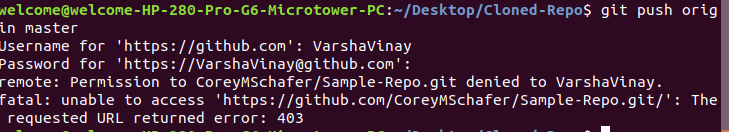 welcome@welcome-HP-280-Pro-G6-Microtower-PC:~/Desktop/Cloned-Repo$ git push orig
in master
Username for 'https://github.com': VarshaVinay
Password for 'https://VarshaVinay@github.com':
remote: Permission to CoreyMSchafer/Sample-Repo.git denied to VarshaVinay.
fatal: unable to access 'https://github.com/CoreyMSchafer/Sample-Repo.git/': The
requested URL returned error: 403